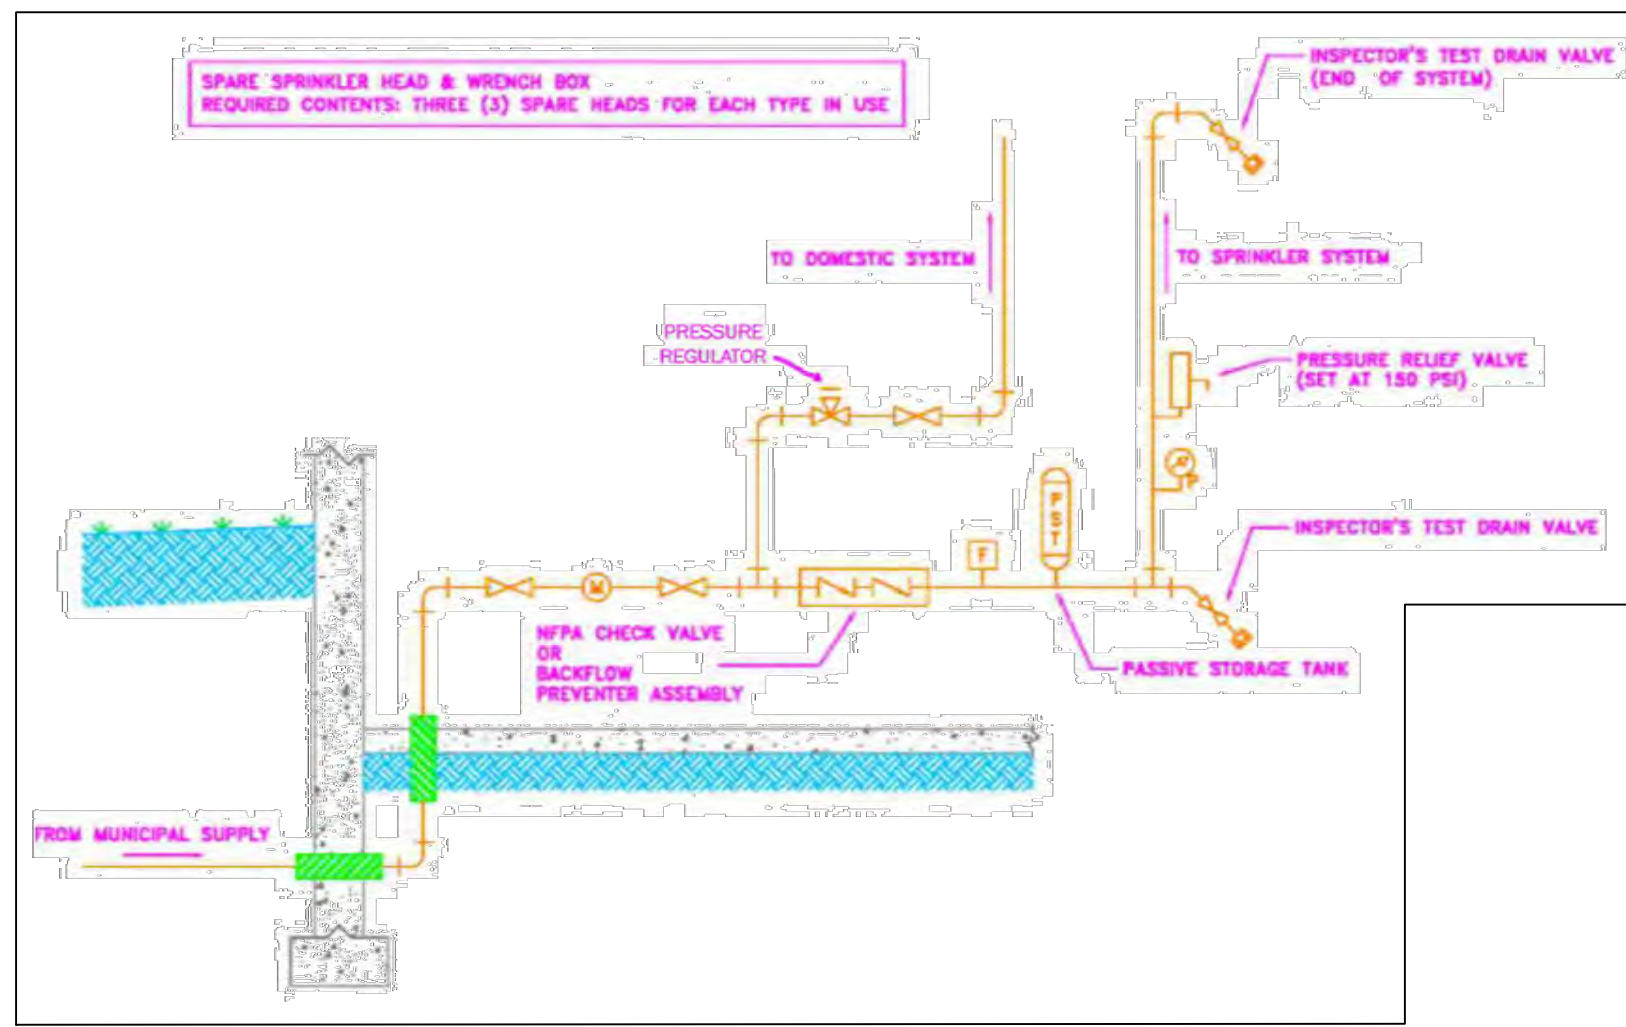 SPARE SPRINKLER HEAD & WRENCH BOX
REQUIRED CONTENTS: THREE (3) SPARE HEADS FOR EACH TYPE IN USE
INSPECTOR'S TEST DRAIN VALVE
(END OF SYSTEM)
TO DOMESTIC SYSTEM
TO SPRINKLER SYSTEM
PRESSURE
REGULATOR
PRESSURE RELIEF VALVE
(SET AT 150 PSI)
PST
F
M
INSPECTOR'S TEST DRAIN VALVE
NFPA CHECK VALVE
OR
BACKFLOW
PREVENTER ASSEMBLY
PASSIVE STORAGE TANK
FROM MUNICIPAL SUPPLY